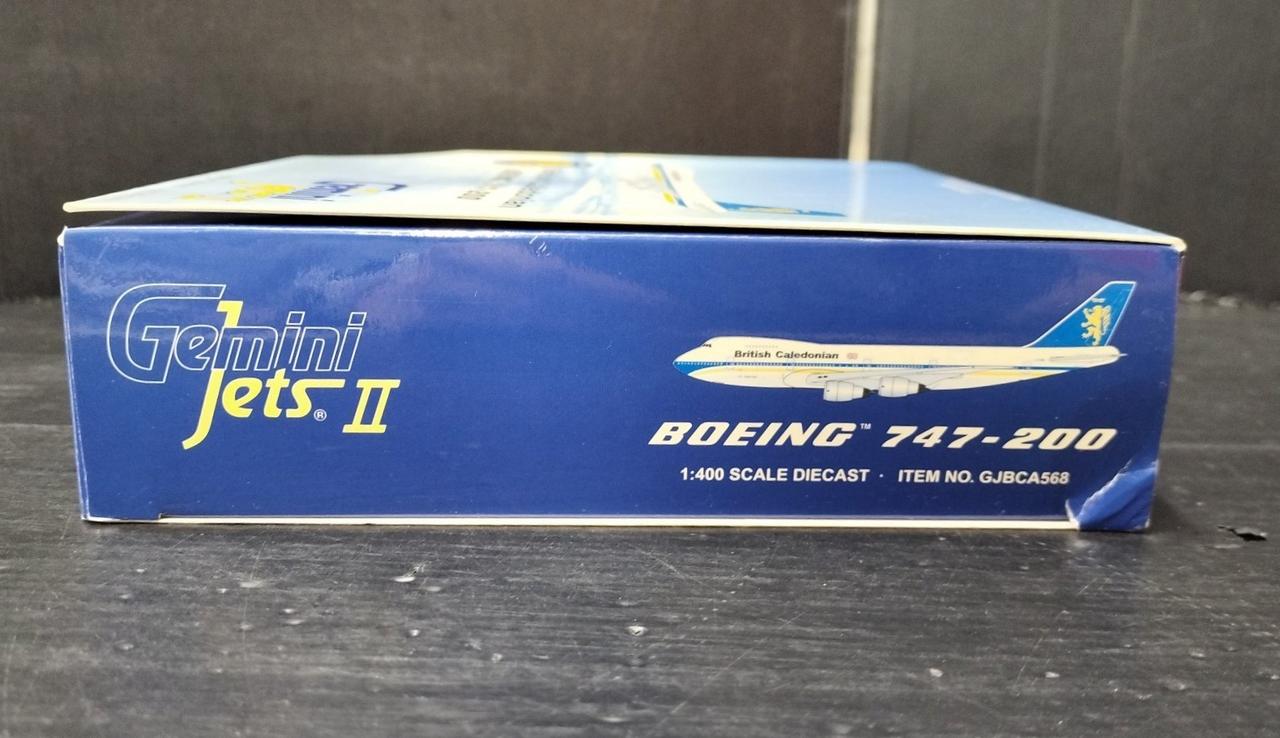 Gemini
Jets® II
British Caledonian
BOEING™ 747-200
1:400 SCALE DIECAST · ITEM NO. GJBCA568